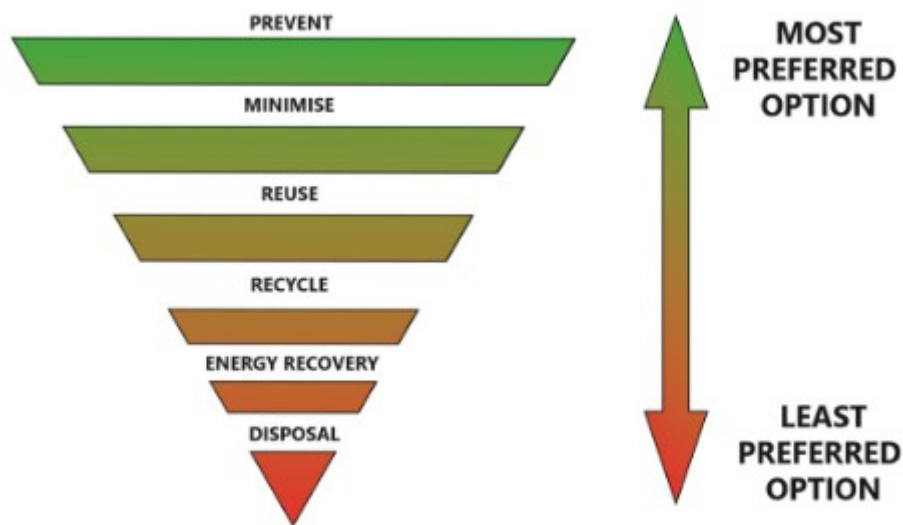 PREVENT
MINIMISE
REUSE
RECYCLE
ENERGY RECOVERY
DISPOSAL
MOST
PREFERRED
OPTION
LEAST
PREFERRED
OPTION